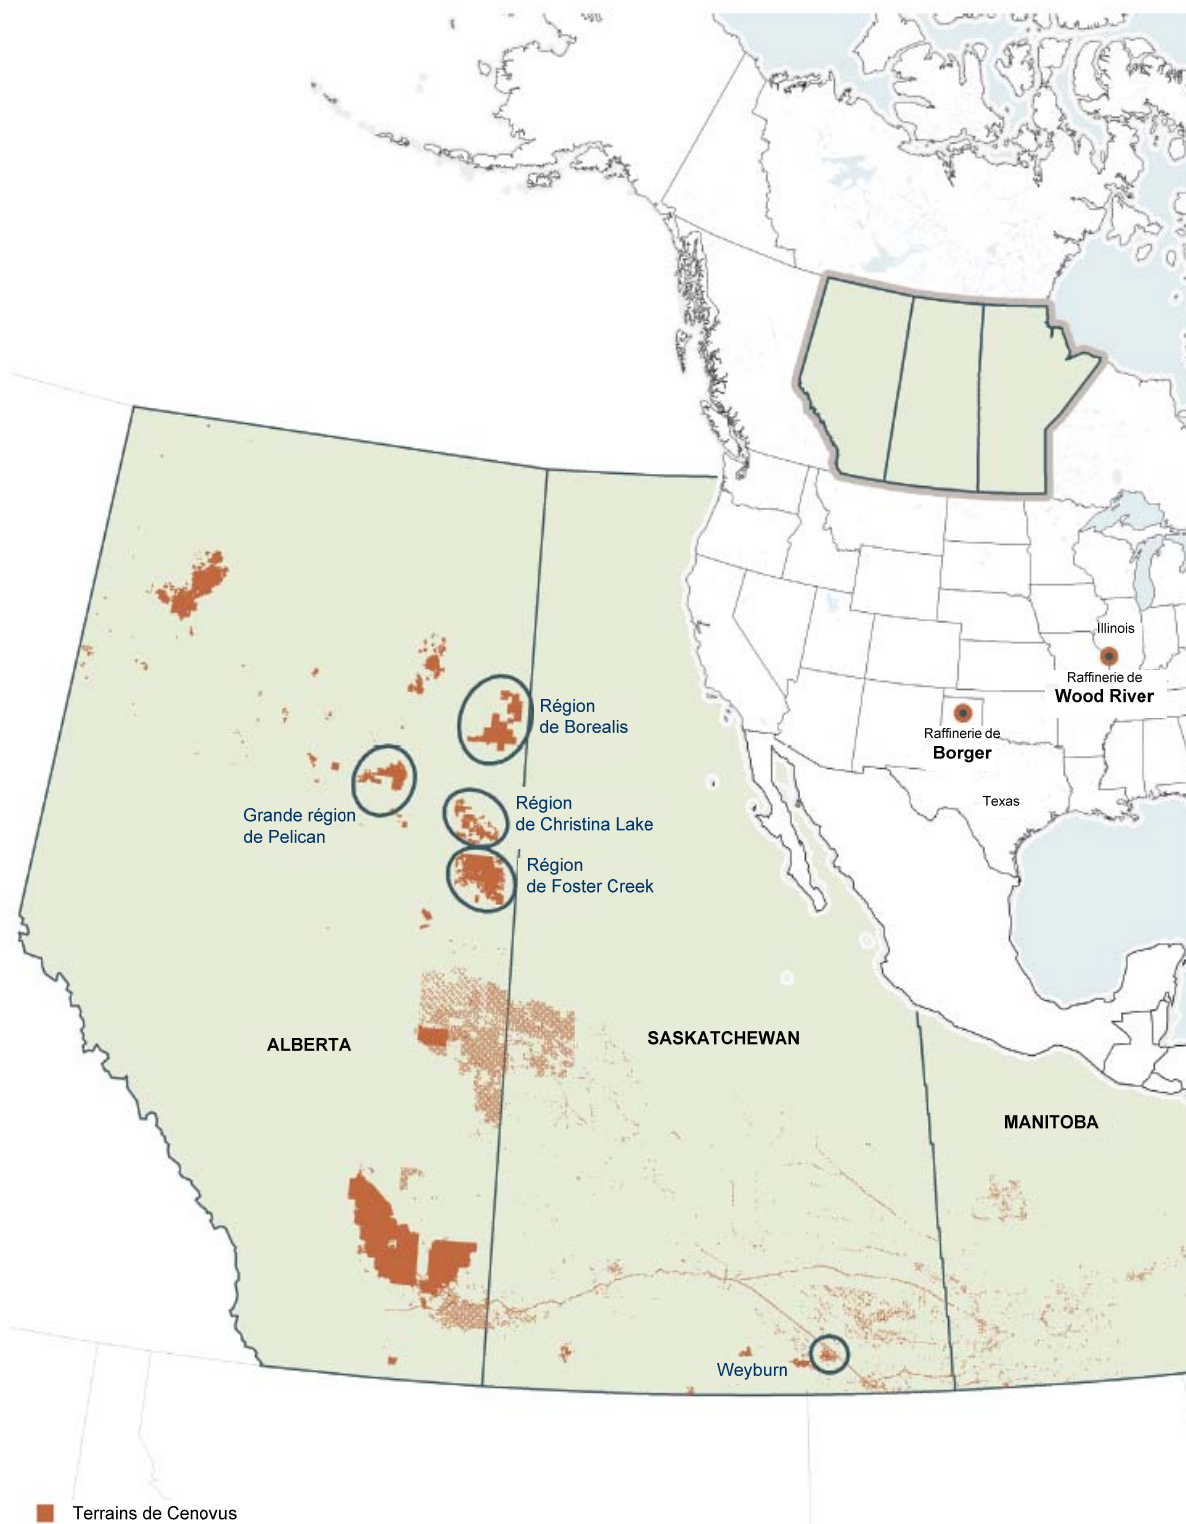 Illinois
Raffinerie de
Wood River
Raffinerie de
Borger
Texas
Région
de Borealis
Grande région
de Pelican
Région
de Christina Lake
Région
de Foster Creek
ALBERTA
SASKATCHEWAN
MANITOBA
Weyburn
Terrains de Cenovus